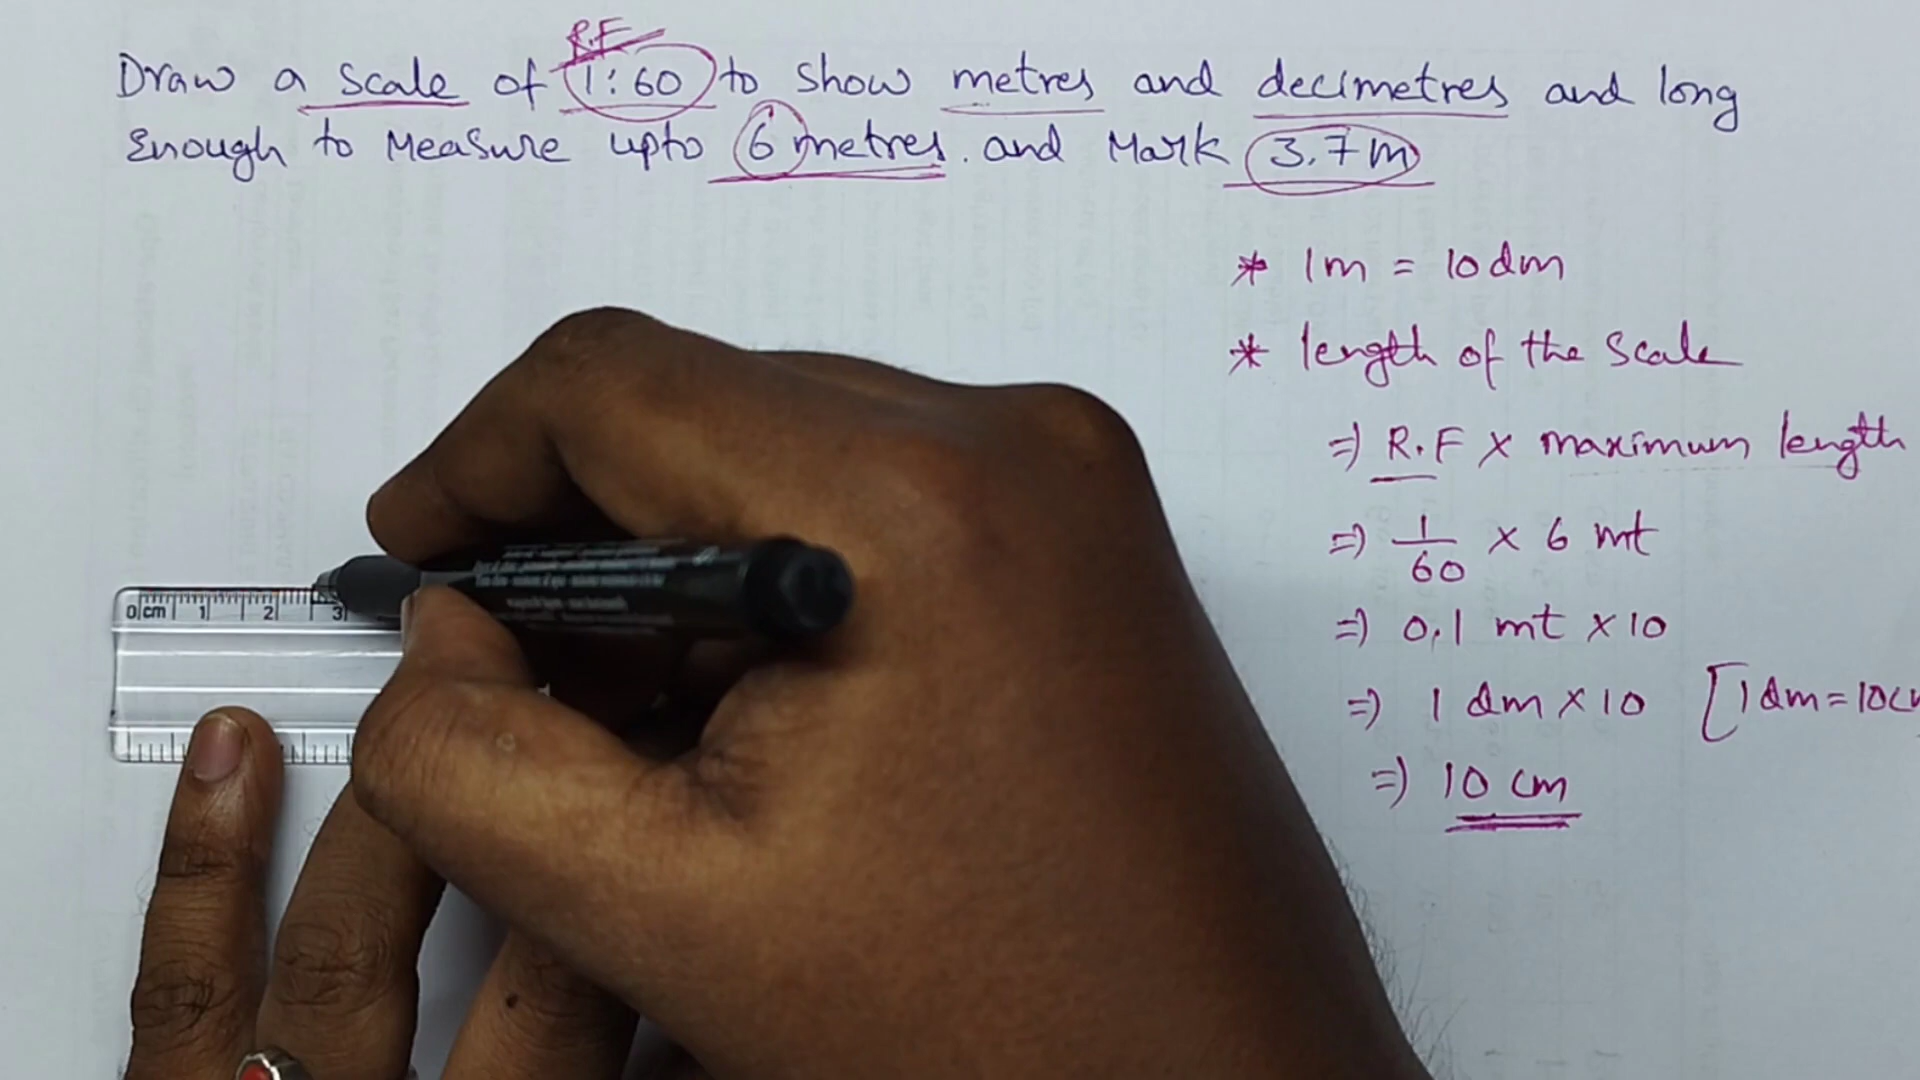 R.F
Draw a scale of 1:60 to show metres and decimetres and long
Enough to Measure upto 6 metres. and Mark 3.7m
* 1m = 10dm
* length of the scale
⇒ R.F × maximum length
⇒ 1/60 × 6 mt
⇒ 0.1 mt × 10
⇒ 1 dm × 10 [1dm = 10cm
⇒ 10 cm
0 cm 1 2 3